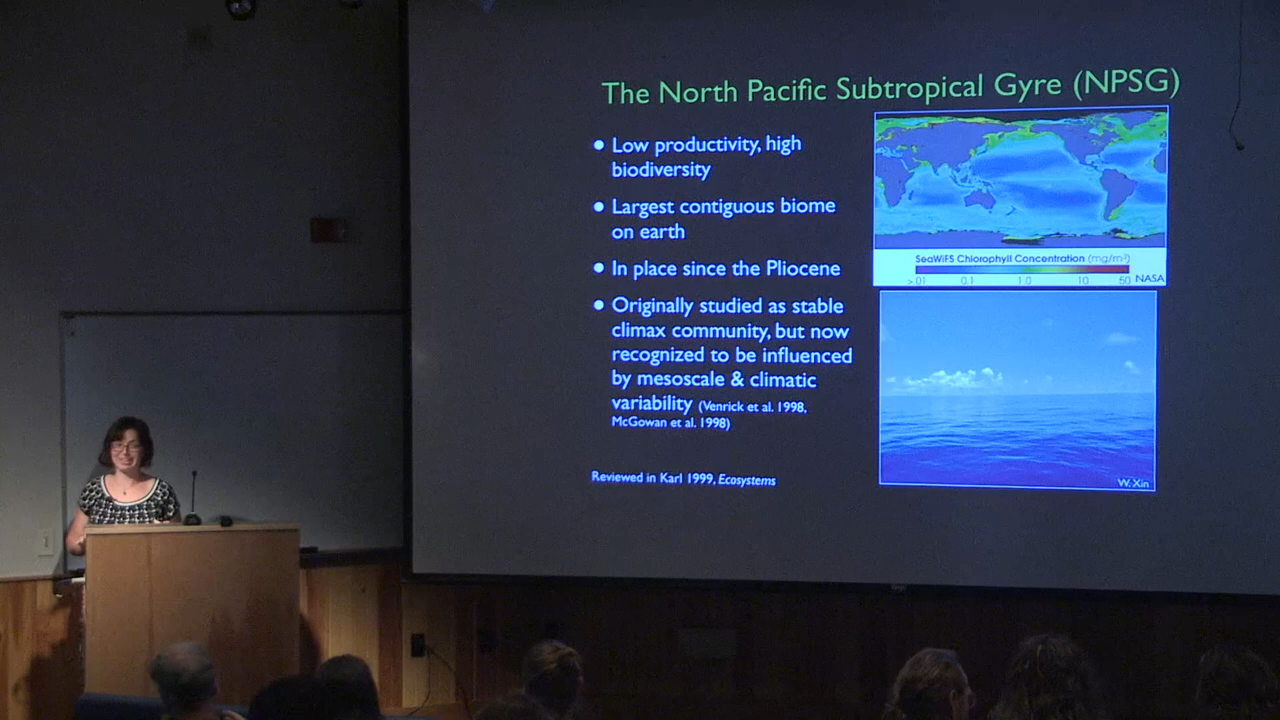 The North Pacific Subtropical Gyre (NPSG)
• Low productivity, high
biodiversity
• Largest contiguous biome
on earth
• In place since the Pliocene
• Originally studied as stable
climax community, but now
recognized to be influenced
by mesoscale & climatic
variability (Venrick et al. 1998,
McGowan et al. 1998)
Reviewed in Karl 1999, Ecosystems
SeaWiFS Chlorophyll Concentration (mg/m³)
>.01 0.1 1.0 10 50 NASA
W. Xin